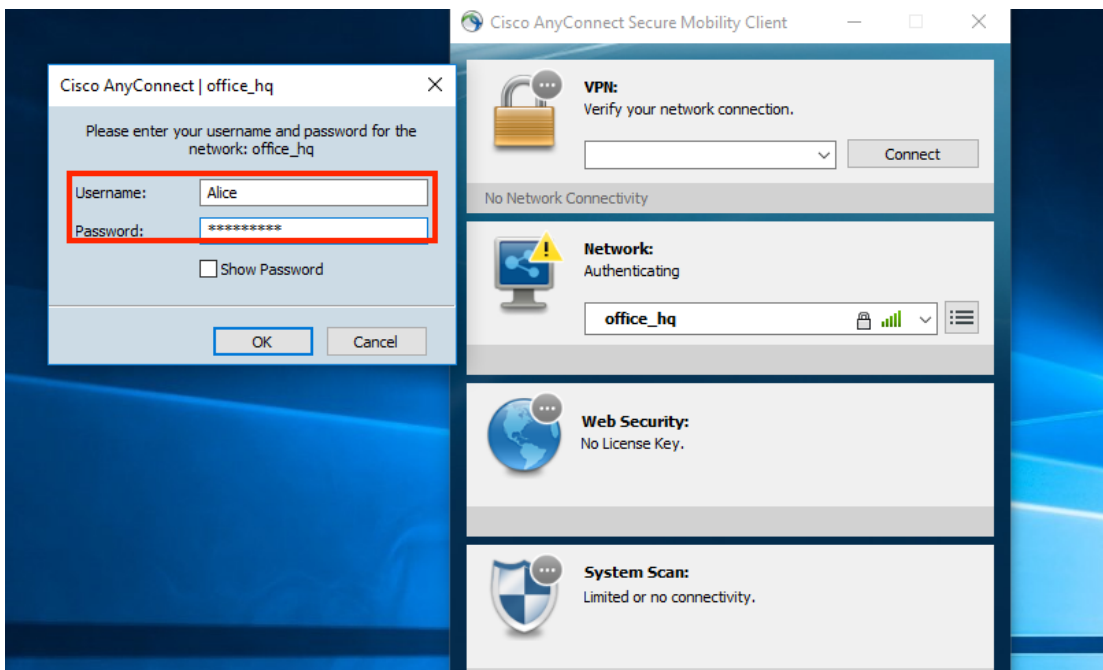 Cisco AnyConnect Secure Mobility Client
Cisco AnyConnect | office_hq
Please enter your username and password for the
network: office_hq
Username:
Alice
Password:
*********
Show Password
OK
Cancel
VPN:
Verify your network connection.
Connect
No Network Connectivity
Network:
Authenticating
office_hq
Web Security:
No License Key.
System Scan:
Limited or no connectivity.